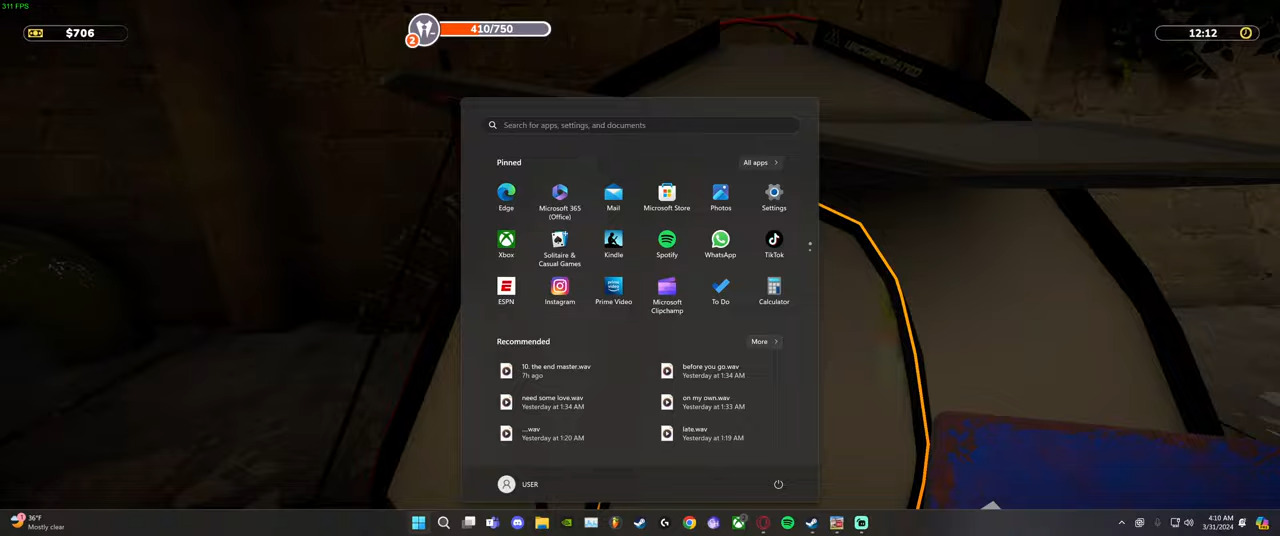 311 FPS
$706
2
410/750
12:12
UNCORPORATED
Search for apps, settings, and documents
Pinned
All apps >
Edge
Microsoft 365 (Office)
Mail
Microsoft Store
Photos
Settings
Xbox
Solitaire & Casual Games
Kindle
Spotify
WhatsApp
TikTok
ESPN
Instagram
prime video
Prime Video
Microsoft Clipchamp
To Do
Calculator
Recommended
More >
10. the end master.wav
7h ago
before you go.wav
Yesterday at 1:34 AM
need some love.wav
Yesterday at 1:34 AM
on my own.wav
Yesterday at 1:33 AM
...wav
Yesterday at 1:20 AM
late.wav
Yesterday at 1:19 AM
USER
1
36°F
Mostly clear
4:10 AM
3/31/2024